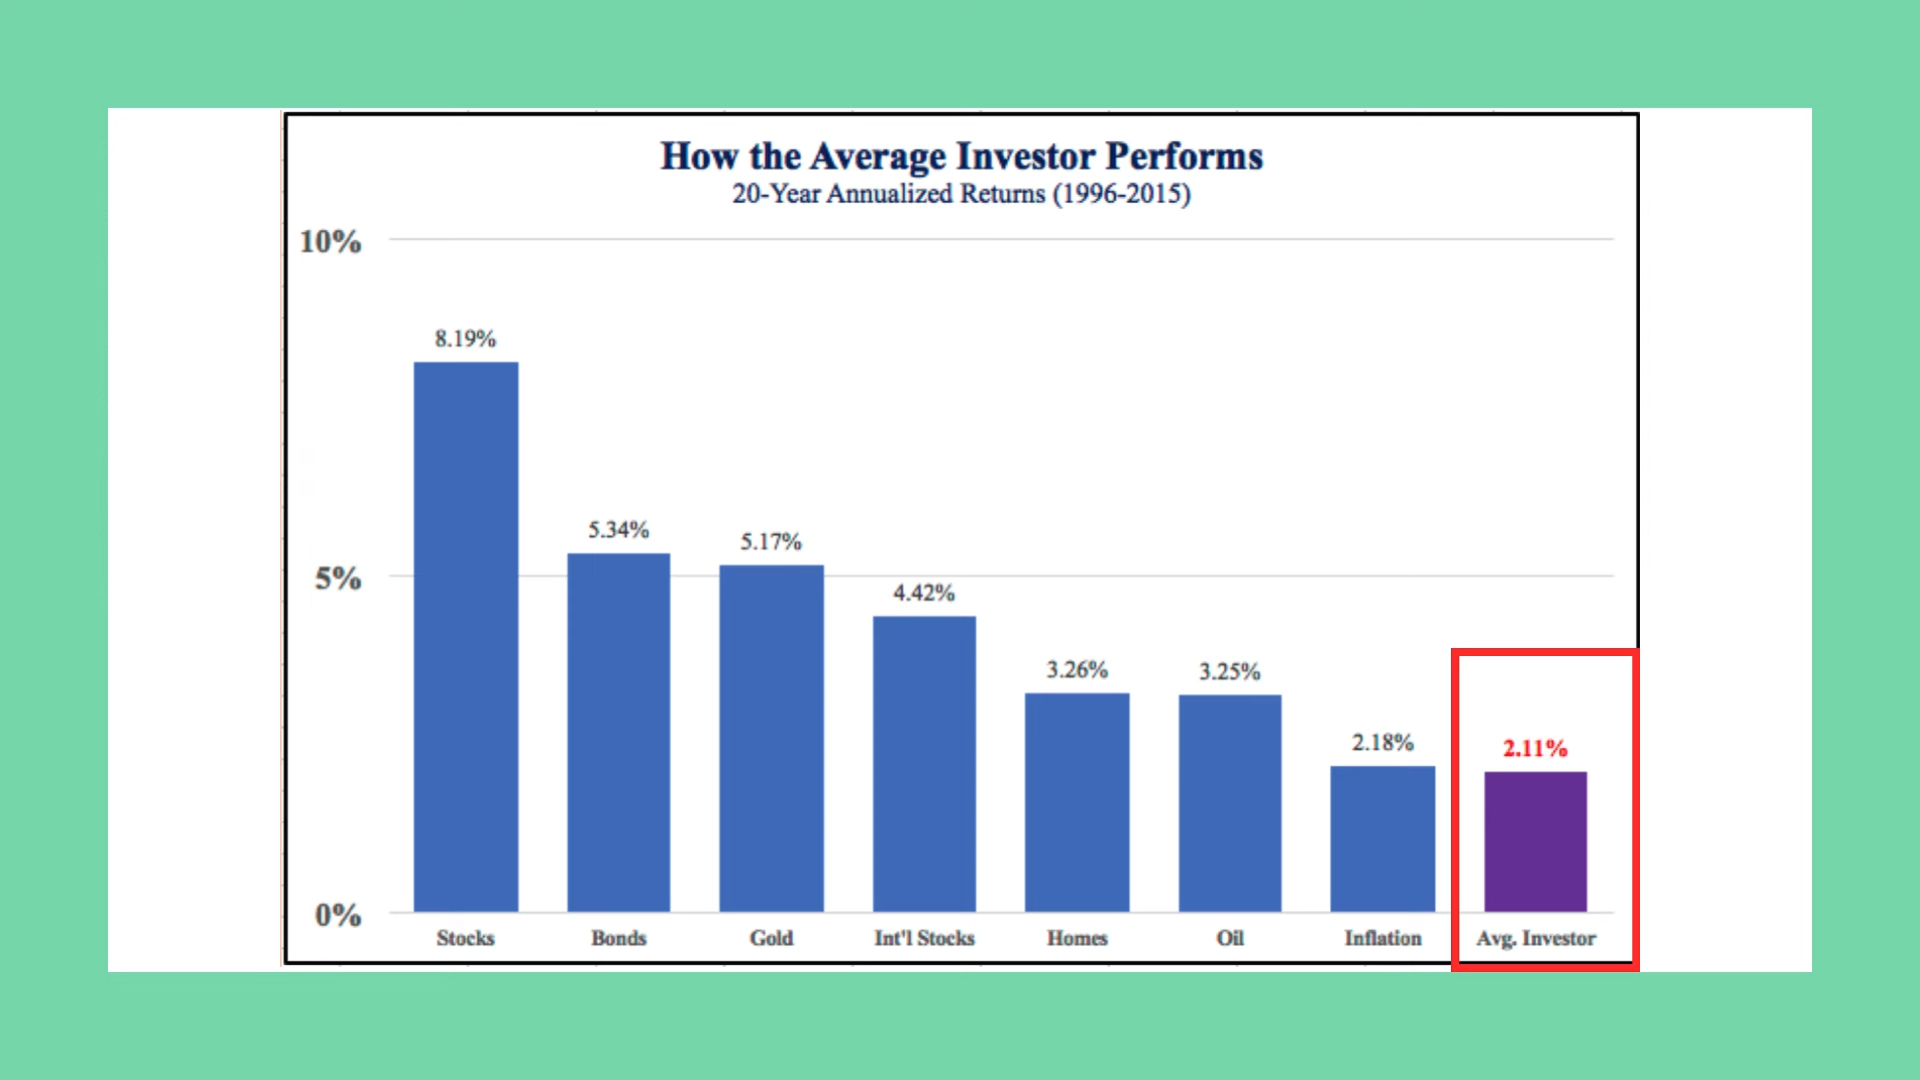 How the Average Investor Performs
20-Year Annualized Returns (1996-2015)
10%
5%
0%
8.19%
5.34%
5.17%
4.42%
3.26%
3.25%
2.18%
2.11%
Stocks
Bonds
Gold
Int'l Stocks
Homes
Oil
Inflation
Avg. Investor